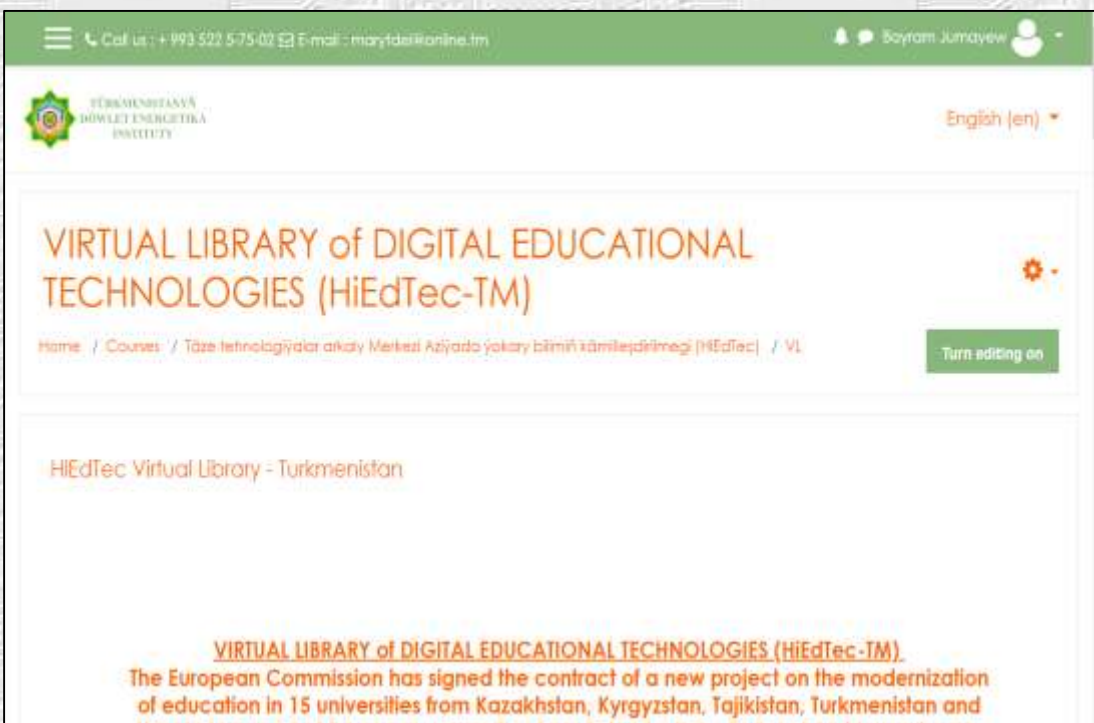 Call us : + 993 522 5-75-02 E-mail : marytdei@online.tm
Bayram Jumayew
TÜRKMENISTANYŇ
DÖWLET ENERGETIKA
INSTITUTY
English (en)
VIRTUAL LIBRARY of DIGITAL EDUCATIONAL
TECHNOLOGIES (HiEdTec-TM)
Home / Courses / Täze tehnologiýalar arkaly Merkezi Aziýada ýokary bilimiň kämilleşdirilmegi (HiEdTec) / VL
Turn editing on
HiEdTec Virtual Library - Turkmenistan
VIRTUAL LIBRARY of DIGITAL EDUCATIONAL TECHNOLOGIES (HiEdTec-TM)
The European Commission has signed the contract of a new project on the modernization
of education in 15 universities from Kazakhstan, Kyrgyzstan, Tajikistan, Turkmenistan and